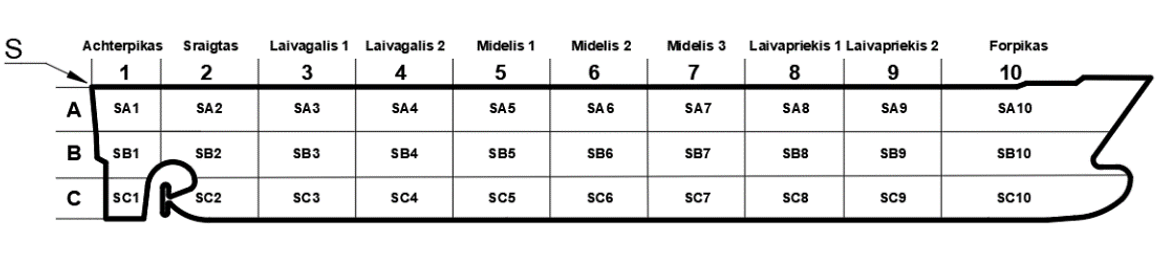 S
Achterpikas Sraigtas Laivagalis 1 Laivagalis 2 Midelis 1 Midelis 2 Midelis 3 Laivapriekis 1 Laivapriekis 2 Forpikas
1 2 3 4 5 6 7 8 9 10
A SA1 SA2 SA3 SA4 SA5 SA6 SA7 SA8 SA9 SA10
B SB1 SB2 SB3 SB4 SB5 SB6 SB7 SB8 SB9 SB10
C SC1 SC2 SC3 SC4 SC5 SC6 SC7 SC8 SC9 SC10